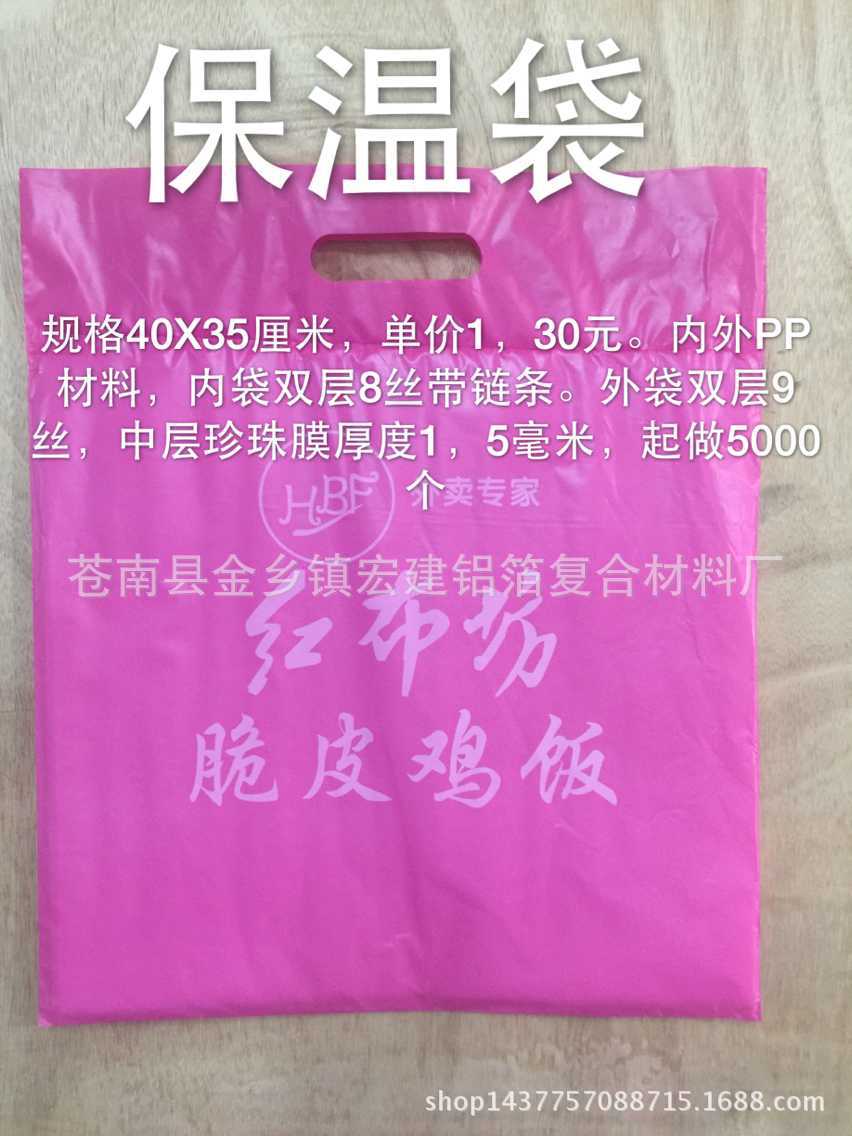 保温袋
规格40X35厘米，单价1，30元。内外PP
材料，内袋双层8丝带链条。外袋双层9
丝，中层珍珠膜厚度1，5毫米，起做5000
个
HBF 外卖专家
苍南县金乡镇宏建铝箔复合材料厂
红布坊
脆皮鸡饭
shop1437757088715.1688.com